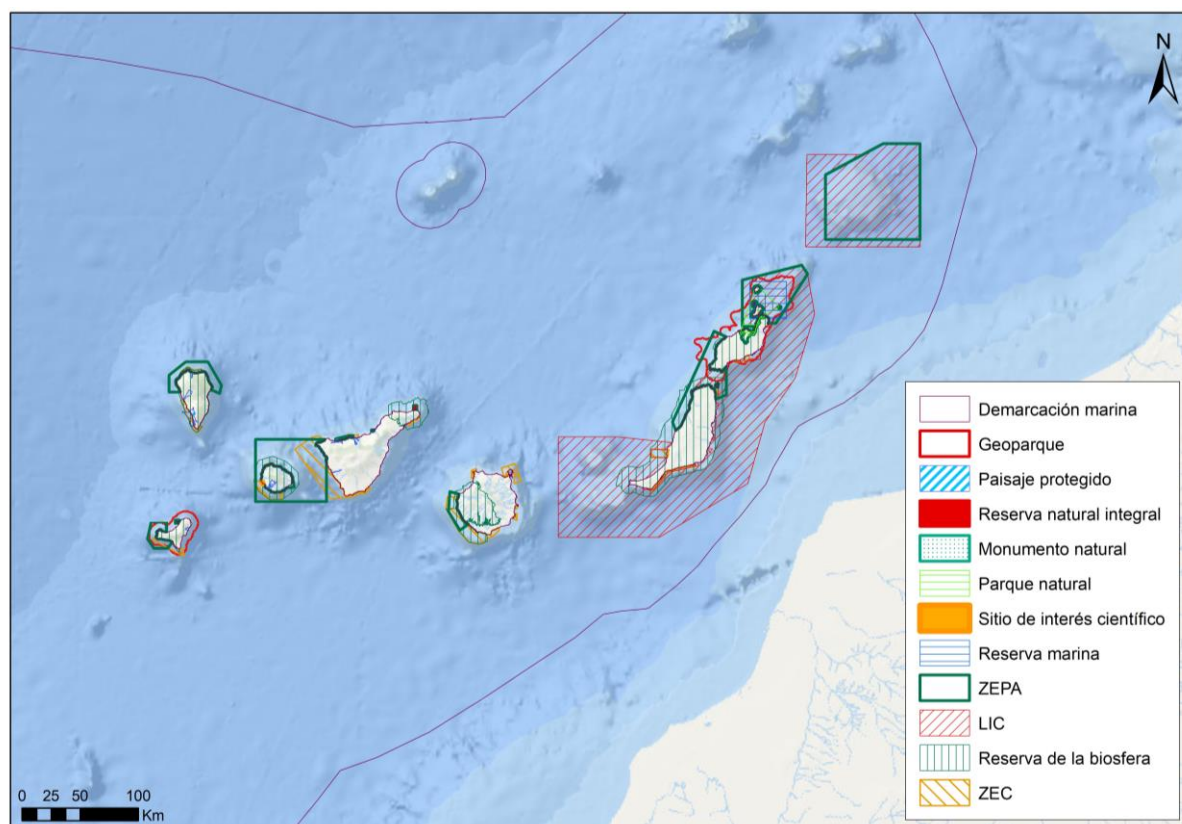 N
Demarcación marina
Geoparque
Paisaje protegido
Reserva natural integral
Monumento natural
Parque natural
Sitio de interés científico
Reserva marina
ZEPA
LIC
Reserva de la biosfera
ZEC
0 25 50 100
Km